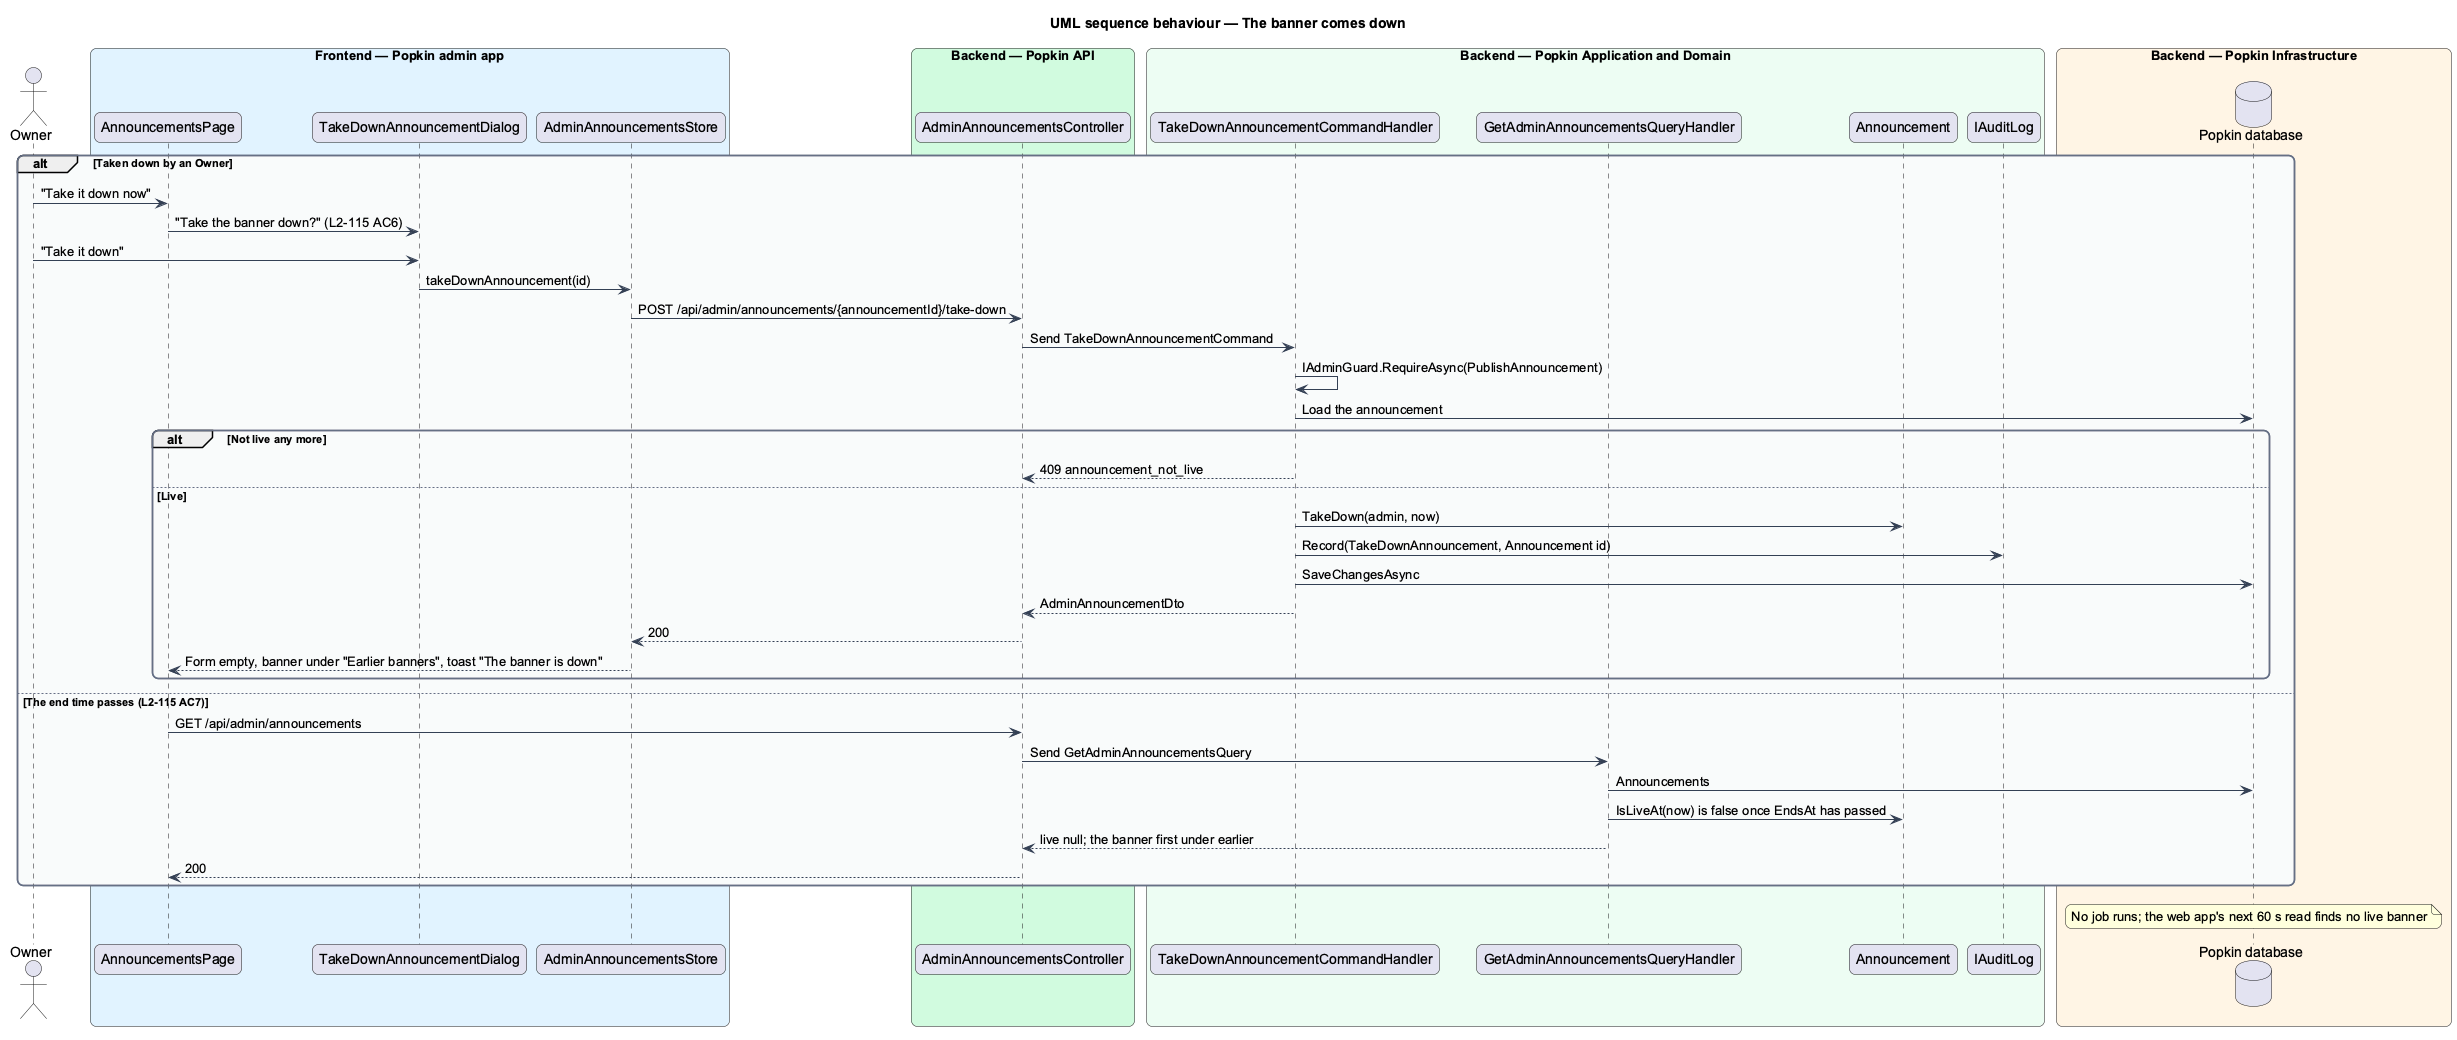 UML sequence behaviour — The banner comes down
Frontend — Popkin admin app
Backend — Popkin API
Backend — Popkin Application and Domain
Backend — Popkin Infrastructure
Owner
AnnouncementsPage
TakeDownAnnouncementDialog
AdminAnnouncementsStore
AdminAnnouncementsController
TakeDownAnnouncementCommandHandler
GetAdminAnnouncementsQueryHandler
Announcement
IAuditLog
Popkin database
alt [Taken down by an Owner]
"Take it down now"
"Take the banner down?" (L2-115 AC6)
"Take it down"
takeDownAnnouncement(id)
POST /api/admin/announcements/{announcementId}/take-down
Send TakeDownAnnouncementCommand
IAdminGuard.RequireAsync(PublishAnnouncement)
Load the announcement
alt [Not live any more]
409 announcement_not_live
[Live]
TakeDown(admin, now)
Record(TakeDownAnnouncement, Announcement id)
SaveChangesAsync
AdminAnnouncementDto
200
Form empty, banner under "Earlier banners", toast "The banner is down"
[The end time passes (L2-115 AC7)]
GET /api/admin/announcements
Send GetAdminAnnouncementsQuery
Announcements
IsLiveAt(now) is false once EndsAt has passed
live null; the banner first under earlier
200
No job runs; the web app's next 60 s read finds no live banner
Owner
AnnouncementsPage
TakeDownAnnouncementDialog
AdminAnnouncementsStore
AdminAnnouncementsController
TakeDownAnnouncementCommandHandler
GetAdminAnnouncementsQueryHandler
Announcement
IAuditLog
Popkin database